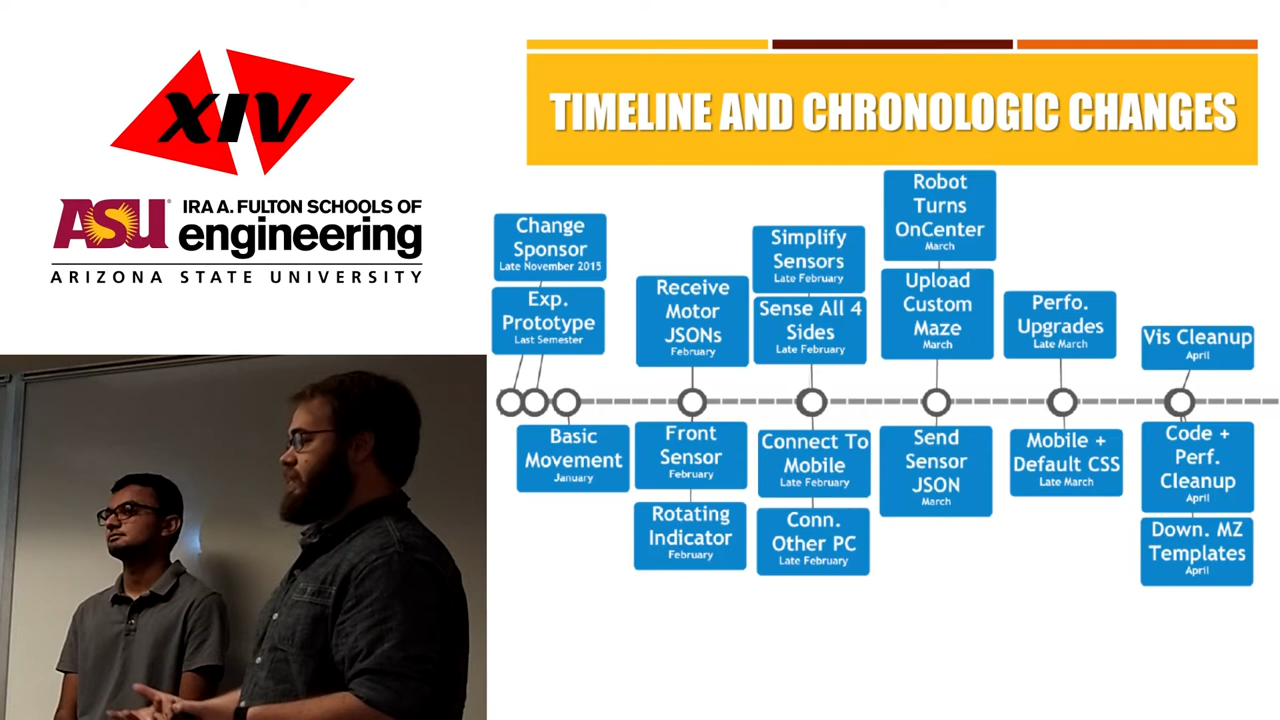 XIV
ASU
IRA A. FULTON SCHOOLS OF
engineering
ARIZONA STATE UNIVERSITY
TIMELINE AND CHRONOLOGIC CHANGES
Change
Sponsor
Late November 2015
Exp.
Prototype
Last Semester
Basic
Movement
January
Receive
Motor
JSONs
February
Front
Sensor
February
Rotating
Indicator
February
Simplify
Sensors
Late February
Sense All 4
Sides
Late February
Connect To
Mobile
Late February
Conn.
Other PC
Late February
Robot
Turns
OnCenter
March
Upload
Custom
Maze
March
Send
Sensor
JSON
March
Perfo.
Upgrades
Late March
Mobile +
Default CSS
Late March
Vis Cleanup
April
Code +
Perf.
Cleanup
April
Down. MZ
Templates
April